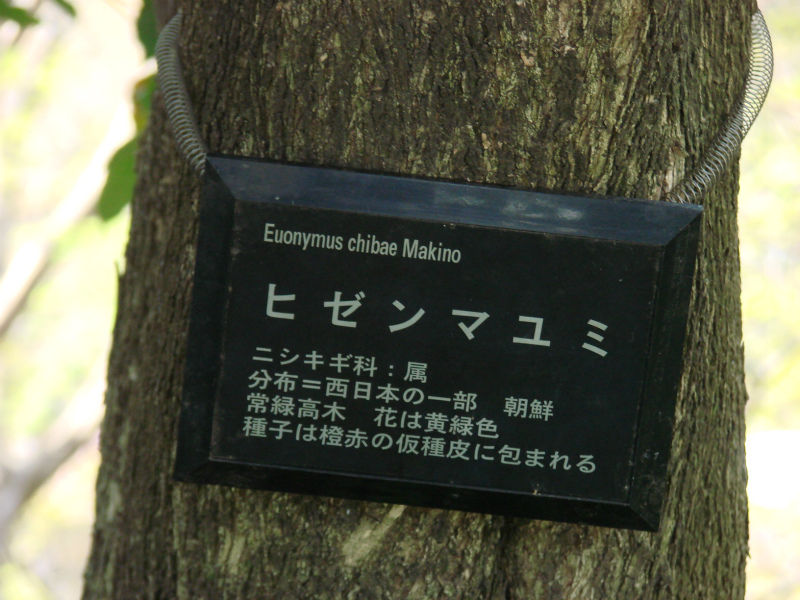 Euonymus chibae Makino
ヒゼンマユミ
ニシキギ科：属
分布＝西日本の一部　朝鮮
常緑高木　花は黄緑色
種子は橙赤の仮種皮に包まれる